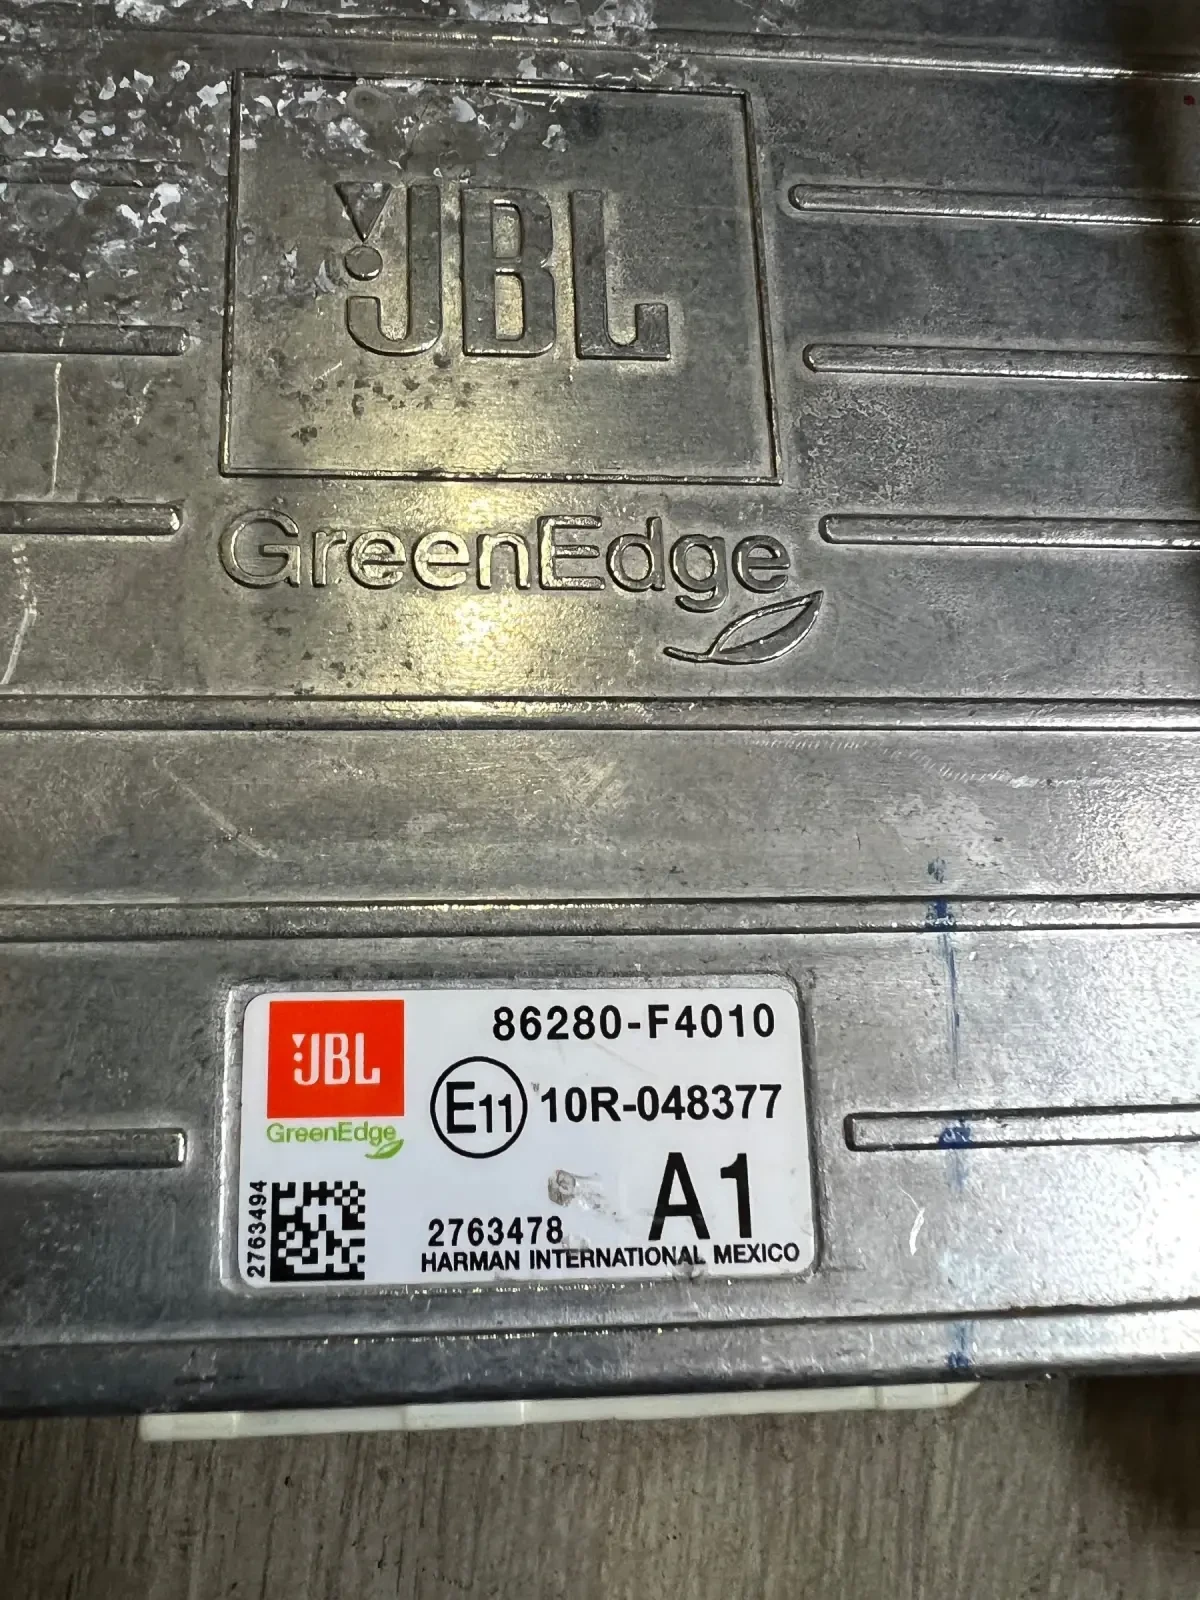 JBL
GreenEdge
JBL
GreenEdge
86280-F4010
E11 10R-048377
A1
2763494
2763478
HARMAN INTERNATIONAL MEXICO